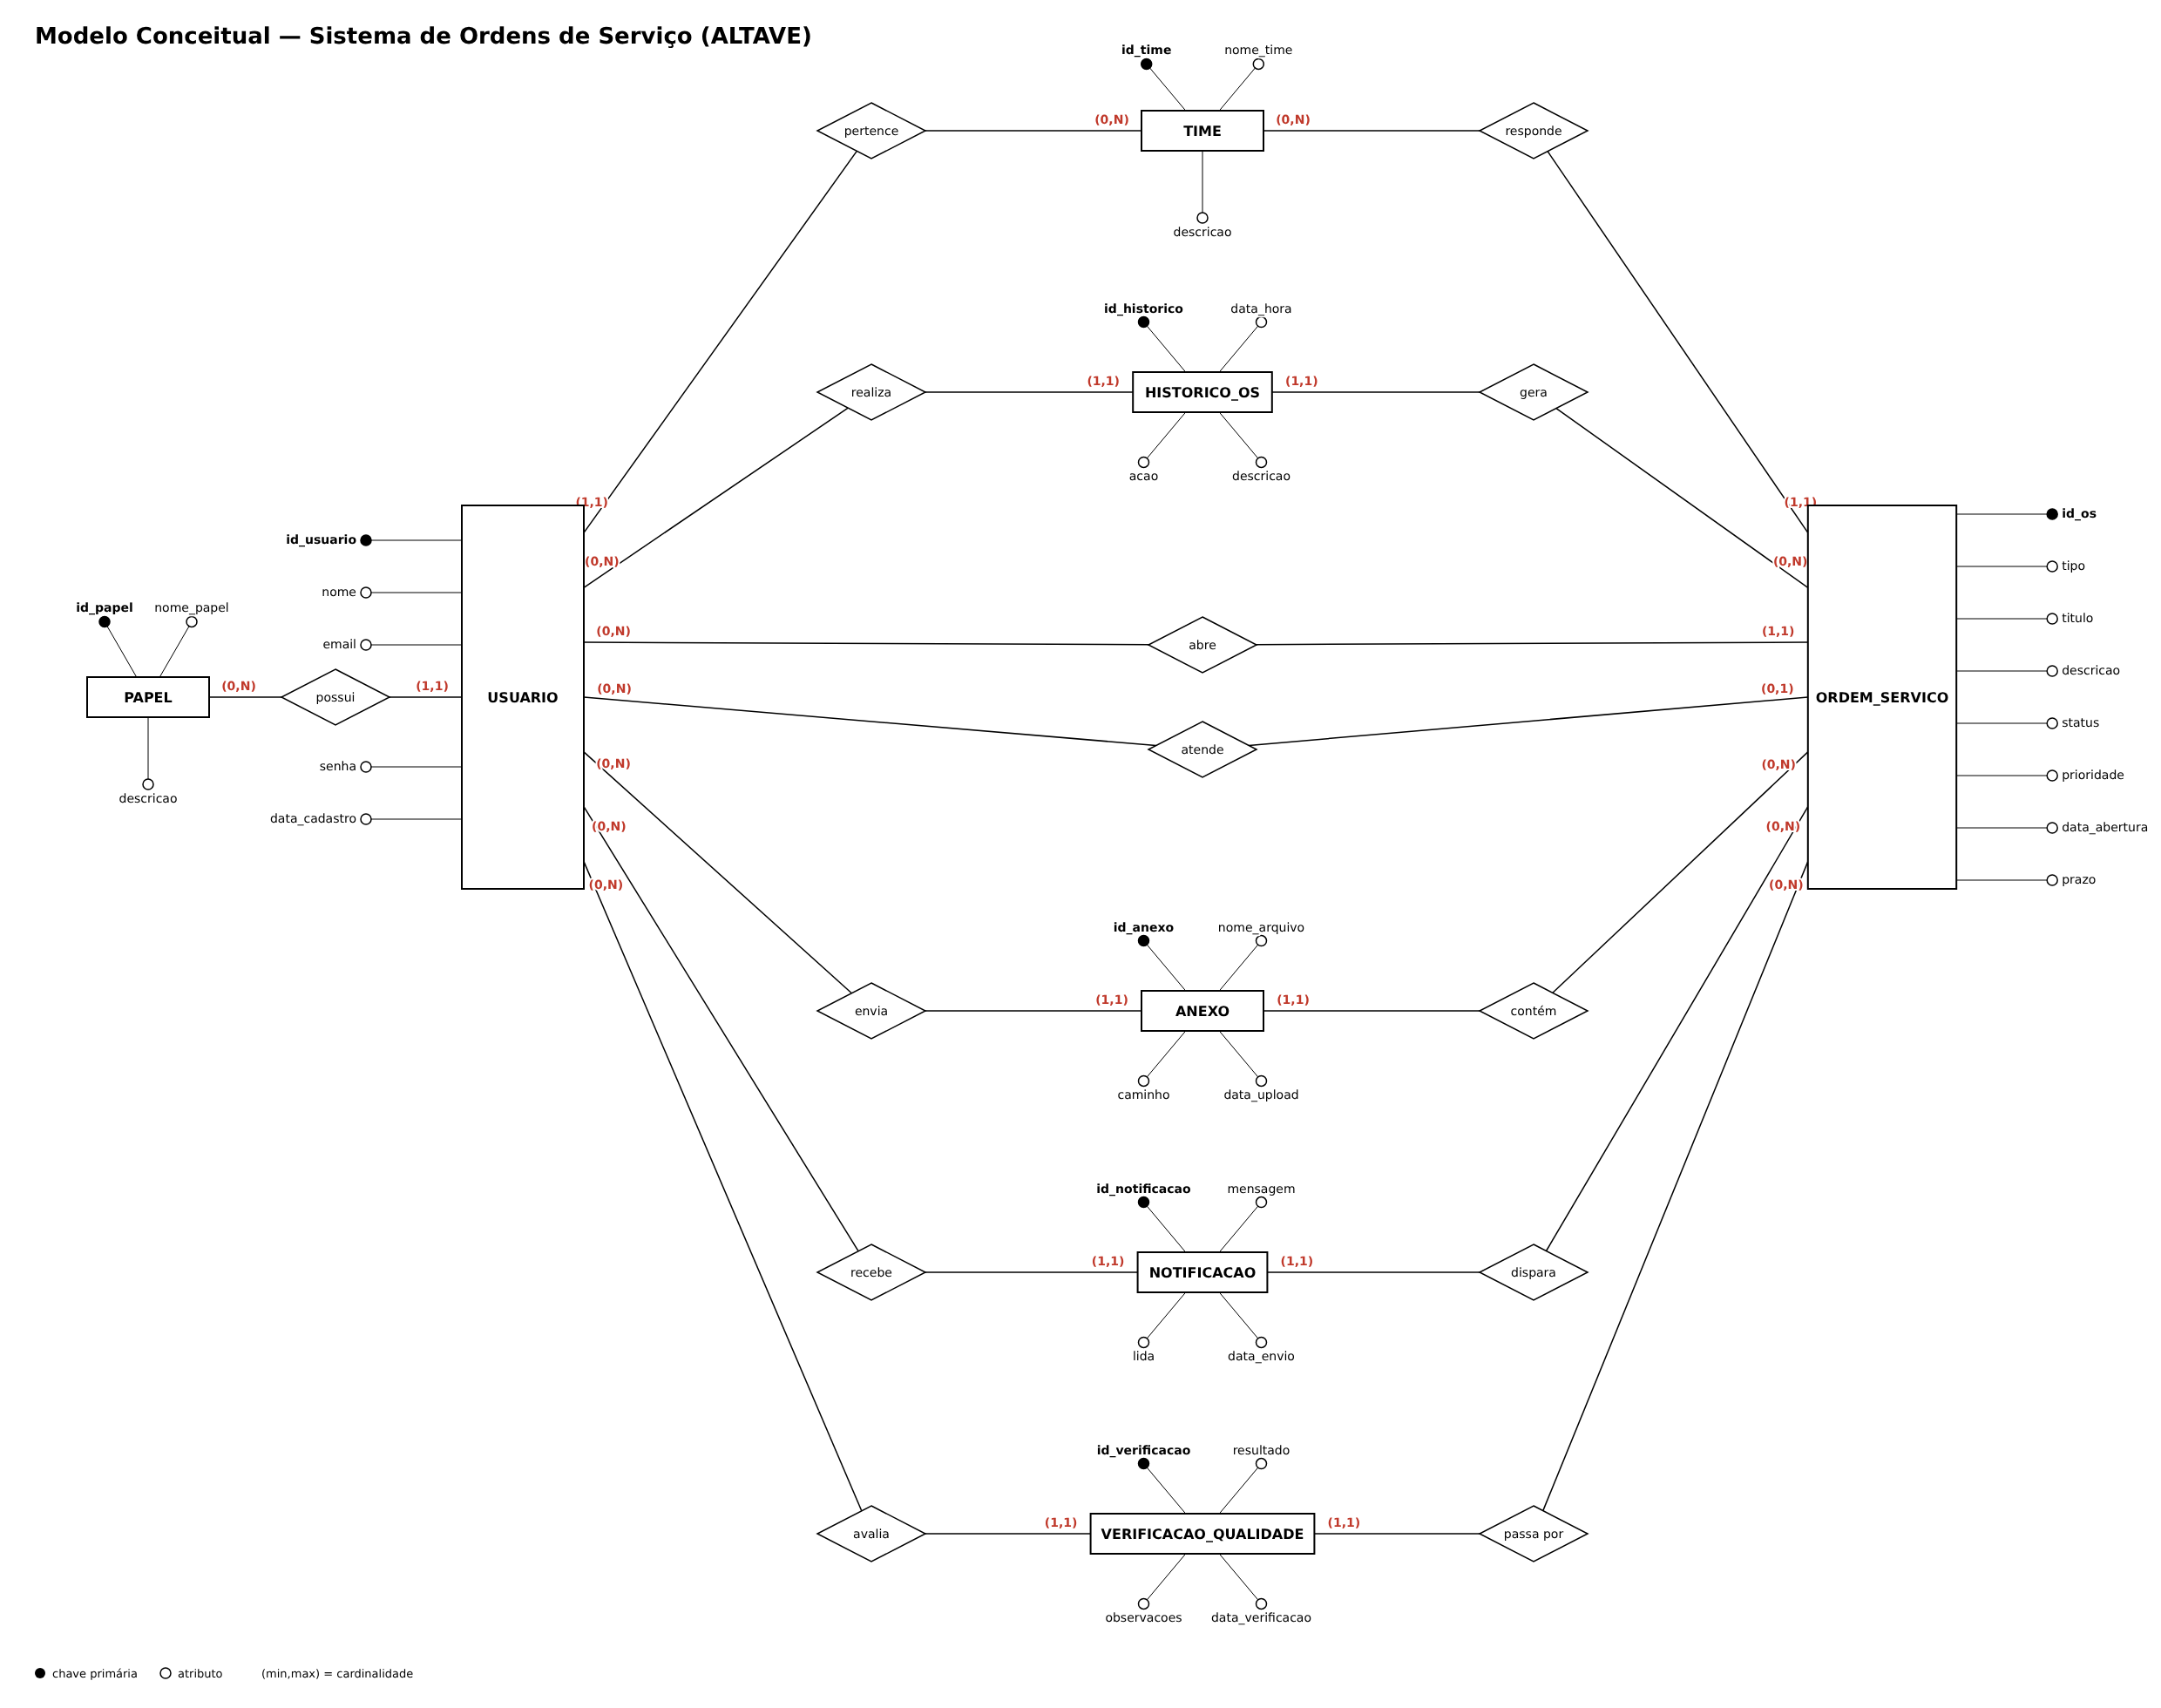 Modelo Conceitual — Sistema de Ordens de Serviço (ALTAVE)
id_time
nome_time
pertence
(0,N)
TIME
(0,N)
responde
descricao
id_historico
data_hora
realiza
(1,1)
HISTORICO_OS
(1,1)
gera
acao
descricao
(1,1)
(1,1)
(0,N)
(0,N)
id_usuario
nome
email
senha
data_cadastro
id_papel
nome_papel
PAPEL
(0,N)
possui
(1,1)
USUARIO
descricao
(0,N)
abre
(1,1)
(0,N)
atende
(0,1)
ORDEM_SERVICO
id_os
tipo
titulo
descricao
status
prioridade
data_abertura
prazo
(0,N)
(0,N)
(0,N)
(0,N)
(0,N)
(0,N)
id_anexo
nome_arquivo
envia
(1,1)
ANEXO
(1,1)
contém
caminho
data_upload
id_notificacao
mensagem
recebe
(1,1)
NOTIFICACAO
(1,1)
dispara
lida
data_envio
id_verificacao
resultado
avalia
(1,1)
VERIFICACAO_QUALIDADE
(1,1)
passa por
observacoes
data_verificacao
chave primária
atributo
(min,max) = cardinalidade